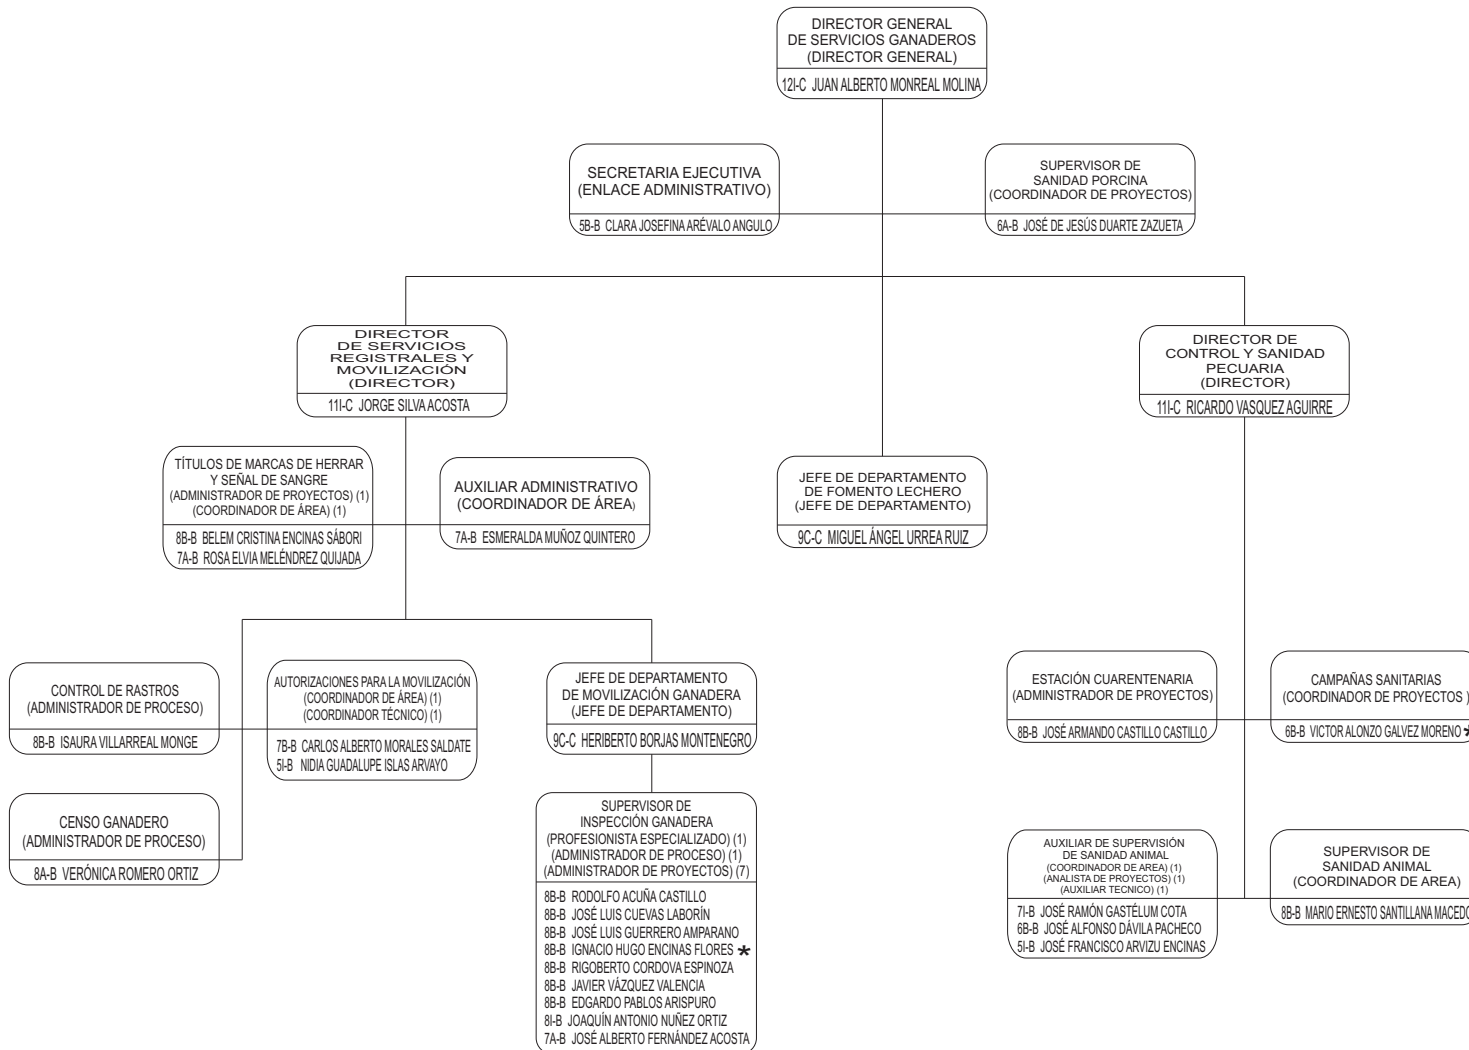 DIRECTOR GENERAL
DE SERVICIOS GANADEROS
(DIRECTOR GENERAL)
12I-C JUAN ALBERTO MONREAL MOLINA
SECRETARIA EJECUTIVA
(ENLACE ADMINISTRATIVO)
5B-B CLARA JOSEFINA ARÉVALO ANGULO
SUPERVISOR DE
SANIDAD PORCINA
(COORDINADOR DE PROYECTOS)
6A-B JOSÉ DE JESÚS DUARTE ZAZUETA
DIRECTOR
DE SERVICIOS
REGISTRALES Y
MOVILIZACIÓN
(DIRECTOR)
11I-C JORGE SILVA ACOSTA
DIRECTOR DE
CONTROL Y SANIDAD
PECUARIA
(DIRECTOR)
11I-C RICARDO VASQUEZ AGUIRRE
TÍTULOS DE MARCAS DE HERRAR
Y SEÑAL DE SANGRE
(ADMINISTRADOR DE PROYECTOS) (1)
(COORDINADOR DE ÁREA) (1)
8B-B BELEM CRISTINA ENCINAS SÁBORI
7A-B ROSA ELVIA MELÉNDREZ QUIJADA
AUXILIAR ADMINISTRATIVO
(COORDINADOR DE ÁREA)
7A-B ESMERALDA MUÑOZ QUINTERO
JEFE DE DEPARTAMENTO
DE FOMENTO LECHERO
(JEFE DE DEPARTAMENTO)
9C-C MIGUEL ÁNGEL URREA RUIZ
CONTROL DE RASTROS
(ADMINISTRADOR DE PROCESO)
8B-B ISAURA VILLARREAL MONGE
AUTORIZACIONES PARA LA MOVILIZACIÓN
(COORDINADOR DE ÁREA) (1)
(COORDINADOR TÉCNICO) (1)
7B-B CARLOS ALBERTO MORALES SALDATE
5I-B NIDIA GUADALUPE ISLAS ARVAYO
JEFE DE DEPARTAMENTO
DE MOVILIZACIÓN GANADERA
(JEFE DE DEPARTAMENTO)
9C-C HERIBERTO BORJAS MONTENEGRO
ESTACIÓN CUARENTENARIA
(ADMINISTRADOR DE PROYECTOS)
8B-B JOSÉ ARMANDO CASTILLO CASTILLO
CAMPAÑAS SANITARIAS
(COORDINADOR DE PROYECTOS )
6B-B VICTOR ALONZO GALVEZ MORENO *
CENSO GANADERO
(ADMINISTRADOR DE PROCESO)
8A-B VERÓNICA ROMERO ORTIZ
SUPERVISOR DE
INSPECCIÓN GANADERA
(PROFESIONISTA ESPECIALIZADO) (1)
(ADMINISTRADOR DE PROCESO) (1)
(ADMINISTRADOR DE PROYECTOS) (7)
8B-B RODOLFO ACUÑA CASTILLO
8B-B JOSÉ LUIS CUEVAS LABORÍN
8B-B JOSÉ LUIS GUERRERO AMPARANO
8B-B IGNACIO HUGO ENCINAS FLORES *
8B-B RIGOBERTO CORDOVA ESPINOZA
8B-B JAVIER VÁZQUEZ VALENCIA
8B-B EDGARDO PABLOS ARISPURO
8I-B JOAQUÍN ANTONIO NUÑEZ ORTIZ
7A-B JOSÉ ALBERTO FERNÁNDEZ ACOSTA
AUXILIAR DE SUPERVISIÓN
DE SANIDAD ANIMAL
(COORDINADOR DE AREA) (1)
(ANALISTA DE PROYECTOS) (1)
(AUXILIAR TECNICO) (1)
7I-B JOSÉ RAMÓN GASTÉLUM COTA
6B-B JOSÉ ALFONSO DÁVILA PACHECO
5I-B JOSÉ FRANCISCO ARVIZU ENCINAS
SUPERVISOR DE
SANIDAD ANIMAL
(COORDINADOR DE AREA)
8B-B MARIO ERNESTO SANTILLANA MACEDO